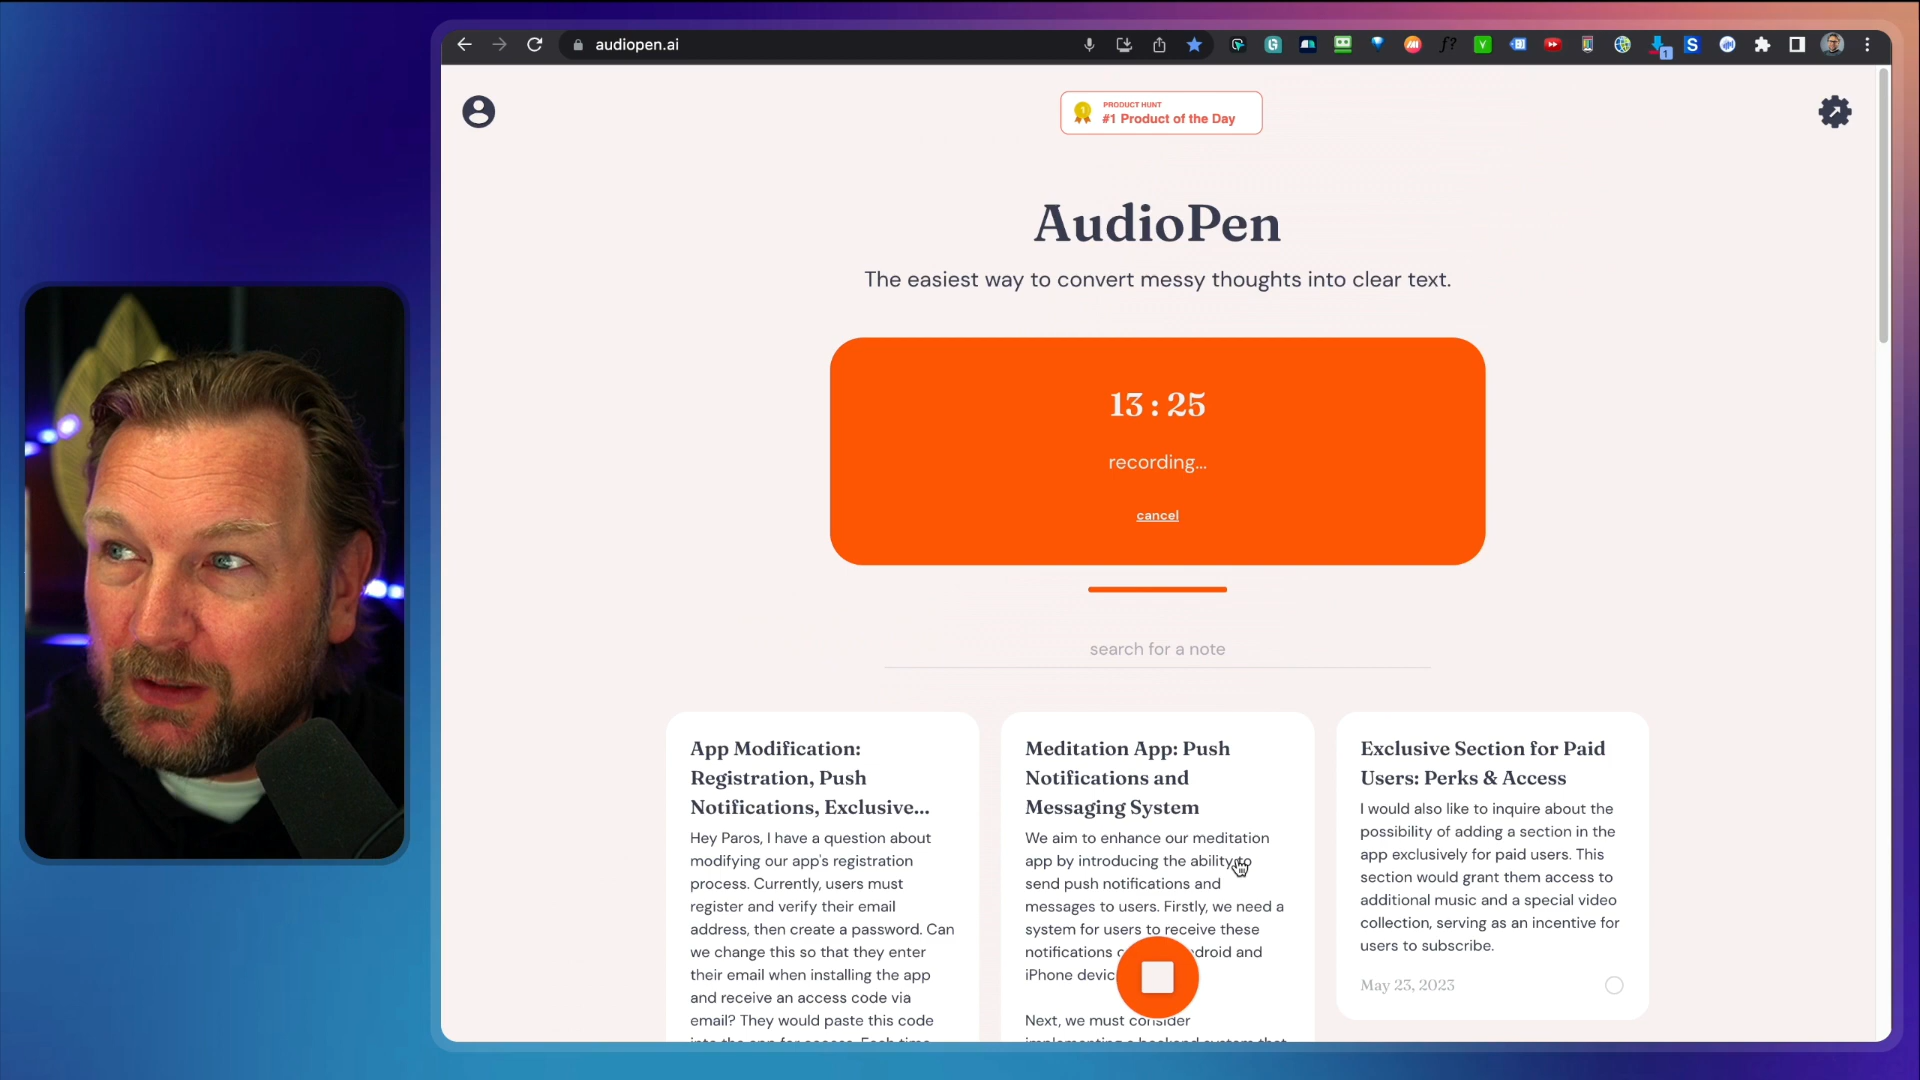 audiopen.ai
PRODUCT HUNT
#1 Product of the Day
AudioPen
The easiest way to convert messy thoughts into clear text.
13 : 25
recording...
cancel
search for a note
App Modification:
Registration, Push
Notifications, Exclusive...
Hey Paros, I have a question about
modifying our app's registration
process. Currently, users must
register and verify their email
address, then create a password. Can
we change this so that they enter
their email when installing the app
and receive an access code via
email? They would paste this code
Meditation App: Push
Notifications and
Messaging System
We aim to enhance our meditation
app by introducing the ability to
send push notifications and
messages to users. Firstly, we need a
system for users to receive these
notifications
iPhone
Next, we must consider
Exclusive Section for Paid
Users: Perks & Access
I would also like to inquire about the
possibility of adding a section in the
app exclusively for paid users. This
section would grant them access to
additional music and a special video
collection, serving as an incentive for
users to subscribe.
May 23, 2023